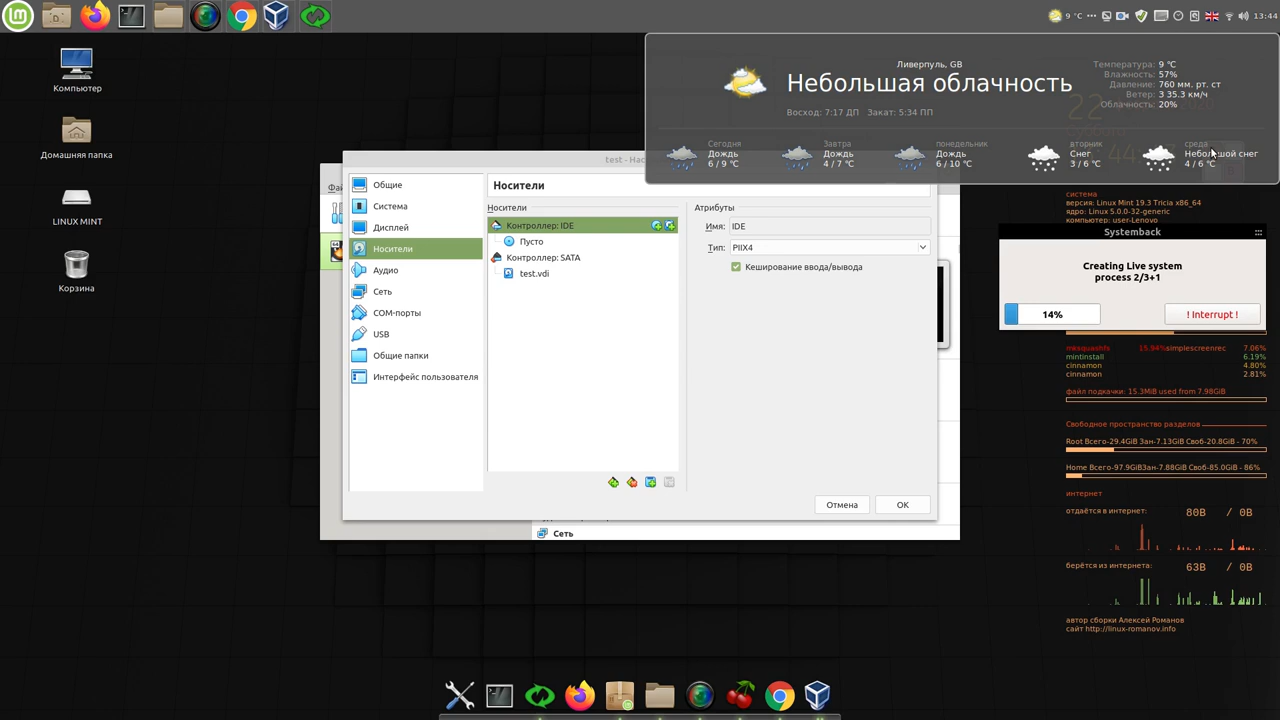 9 °C
13:44
Компьютер
Домашняя папка
LINUX MINT
Корзина
Ливерпуль, GB
Небольшая облачность
Восход: 7:17 ДП Закат: 5:34 ПП
Температура: 9 °C
Влажность: 57%
Давление: 760 мм. рт. ст
Ветер: З 35.3 км/ч
Облачность: 20%
Сегодня
Дождь
6 / 9 °C
Завтра
Дождь
4 / 7 °C
понедельник
Дождь
6 / 10 °C
вторник
Снег
3 / 6 °C
среда
Небольшой снег
4 / 6 °C
22
test - Нас
Фай
Общие
Система
Дисплей
Носители
Аудио
Сеть
COM-порты
USB
Общие папки
Интерфейс пользователя
Носители
Носители
Контроллер: IDE
Пусто
Контроллер: SATA
test.vdi
Атрибуты
Имя: IDE
Тип: PIIX4
Кеширование ввода/вывода
Отмена
OK
Сеть
система
версия: Linux Mint 19.3 Tricia x86_64
ядро: Linux 5.0.0-32-generic
компьютер: user-Lenovo
Systemback
Creating Live system
process 2/3+1
14%
! Interrupt !
mksquashfs 15.94%simplescreenrec 7.06%
mintinstall 6.19%
cinnamon 4.80%
cinnamon 2.81%
файл подкачки: 15.3MiB used from 7.98GiB
Свободное пространство разделов
Root Всего-29.4GiB Зан-7.13GiB Своб-20.8GiB - 70%
Home Всего-97.9GiBЗан-7.88GiB Своб-85.0GiB - 86%
интернет
отдаётся в интернет: 80B / 0B
берётся из интернета: 63B / 0B
автор сборки Алексей Романов
сайт http://linux-romanov.info